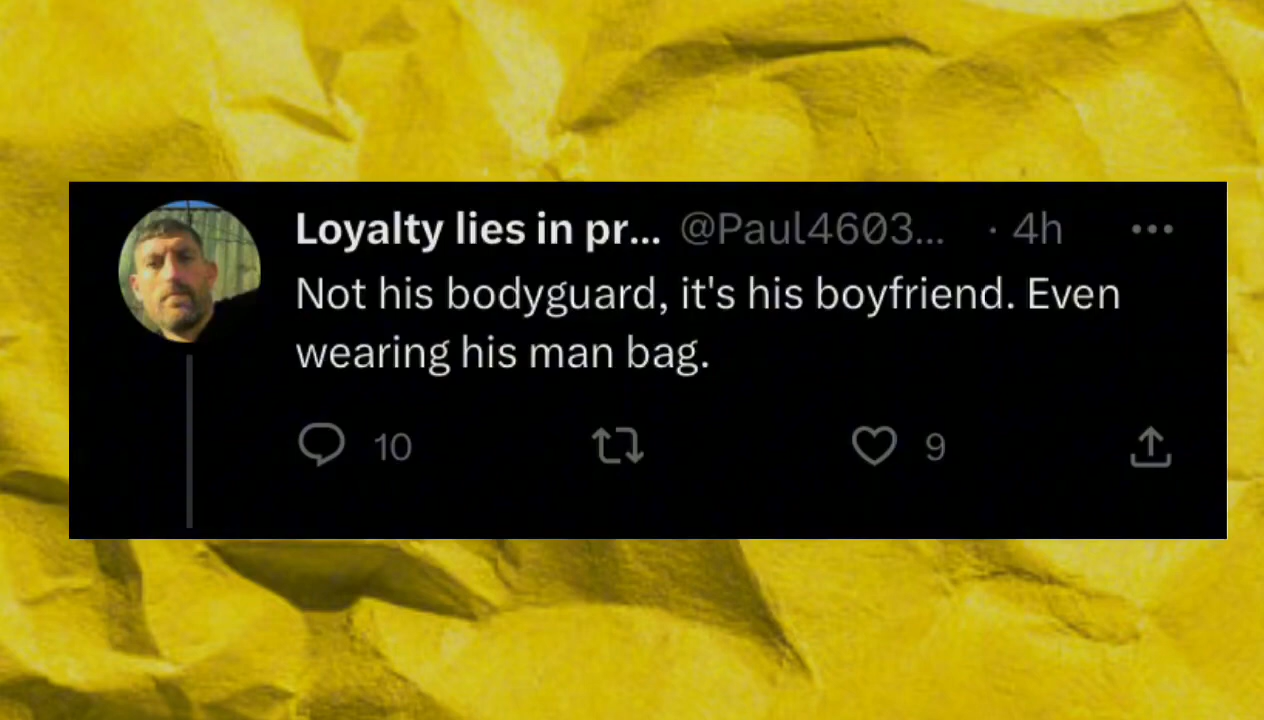 Loyalty lies in pr... @Paul4603... · 4h
Not his bodyguard, it's his boyfriend. Even
wearing his man bag.
10 9